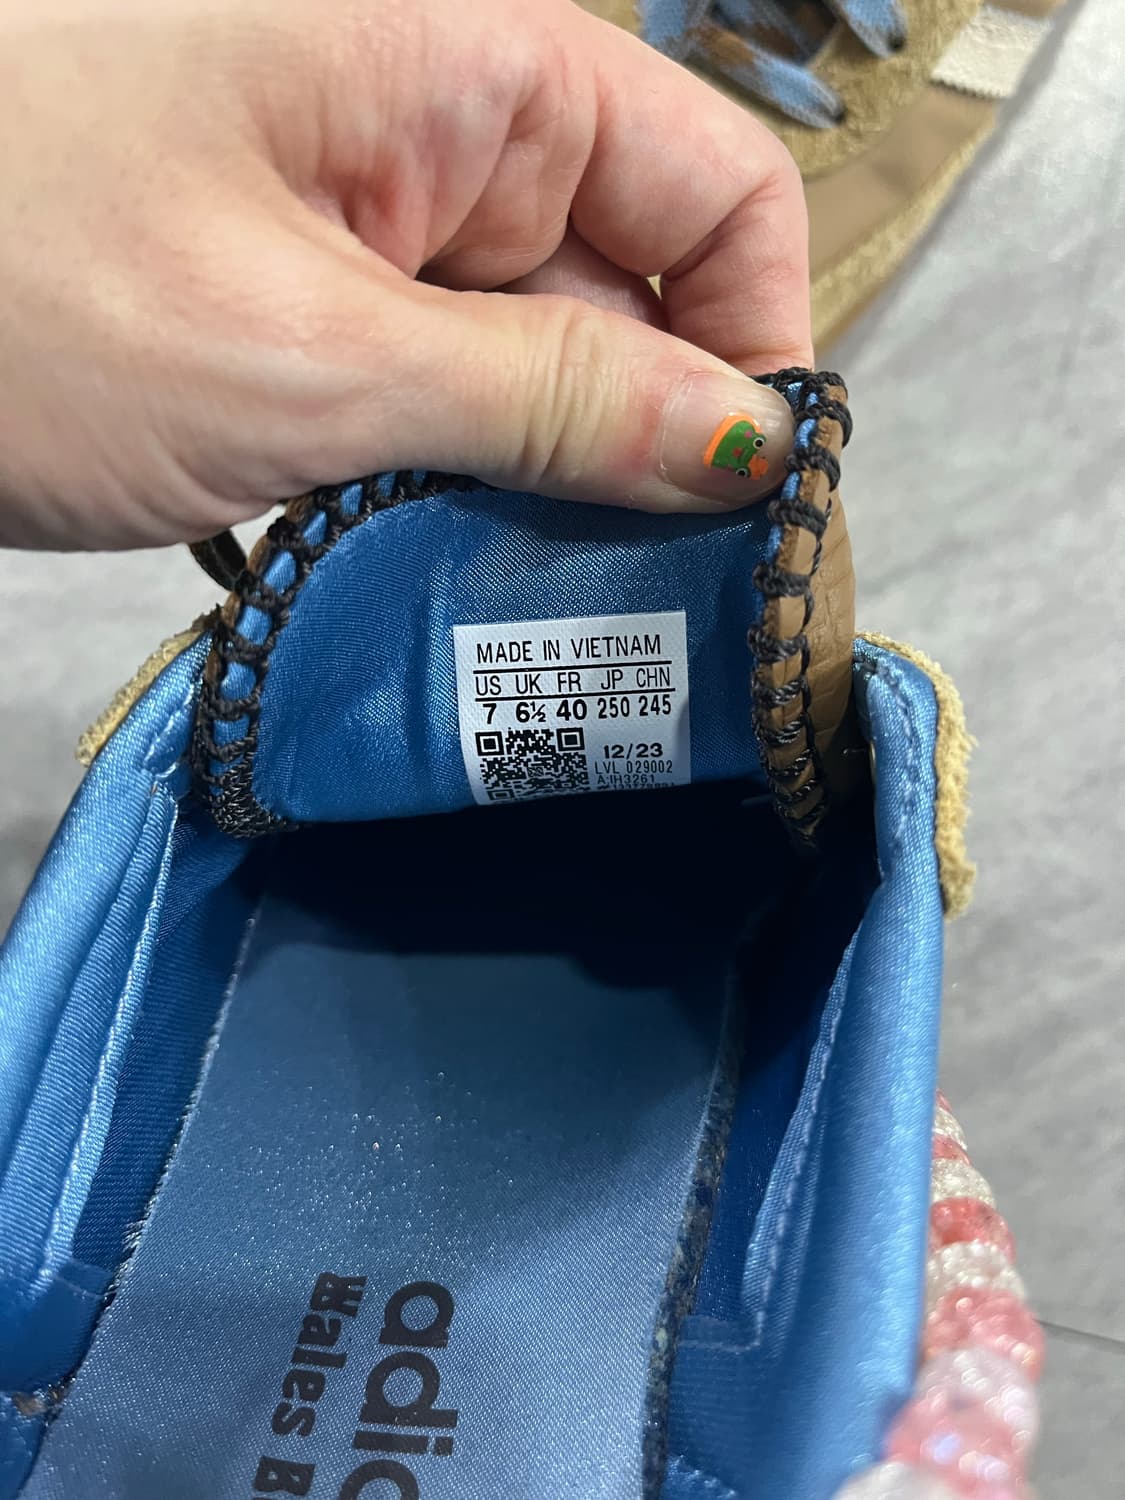 MADE IN VIETNAM
US UK FR JP CHN
7 6½ 40 250 245
12/23
LVL 029002
A:IH3261
adi
Wales